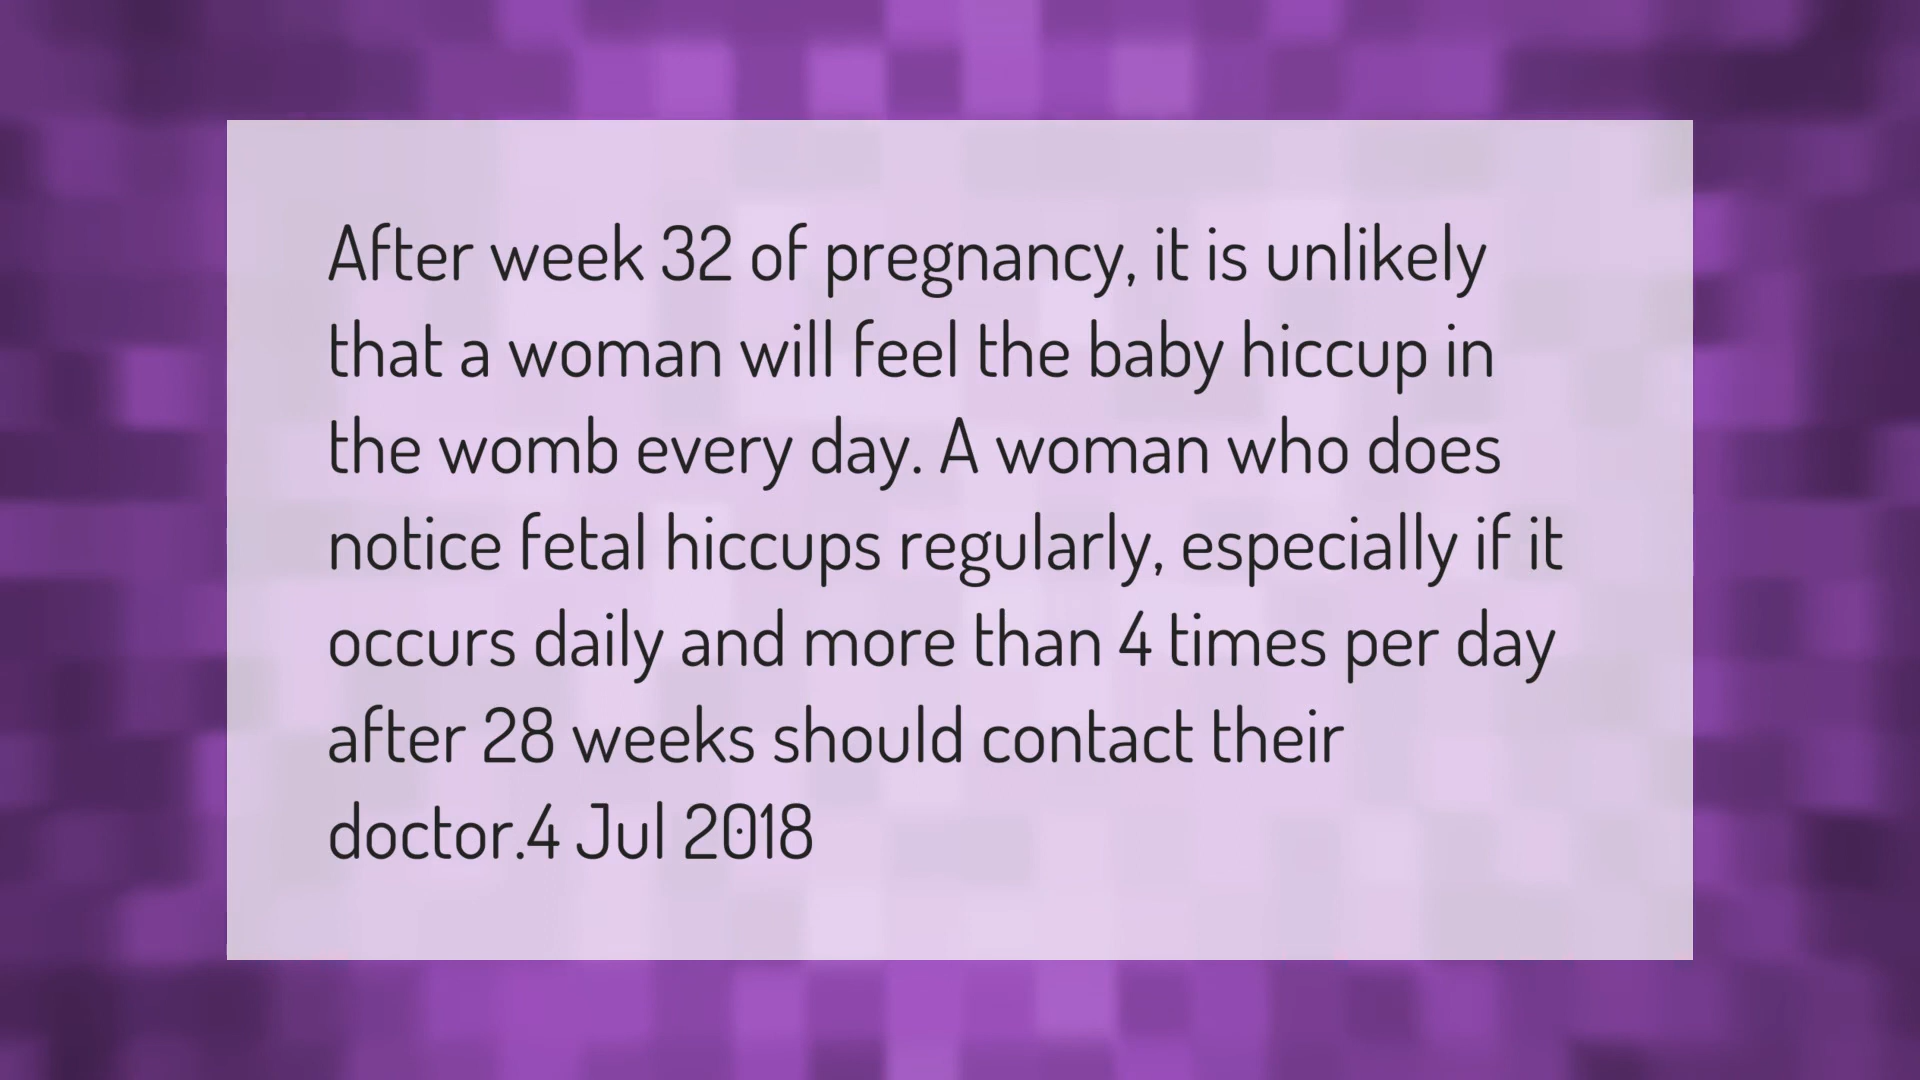 After week 32 of pregnancy, it is unlikely
that a woman will feel the baby hiccup in
the womb every day. A woman who does
notice fetal hiccups regularly, especially if it
occurs daily and more than 4 times per day
after 28 weeks should contact their
doctor.4 Jul 2018